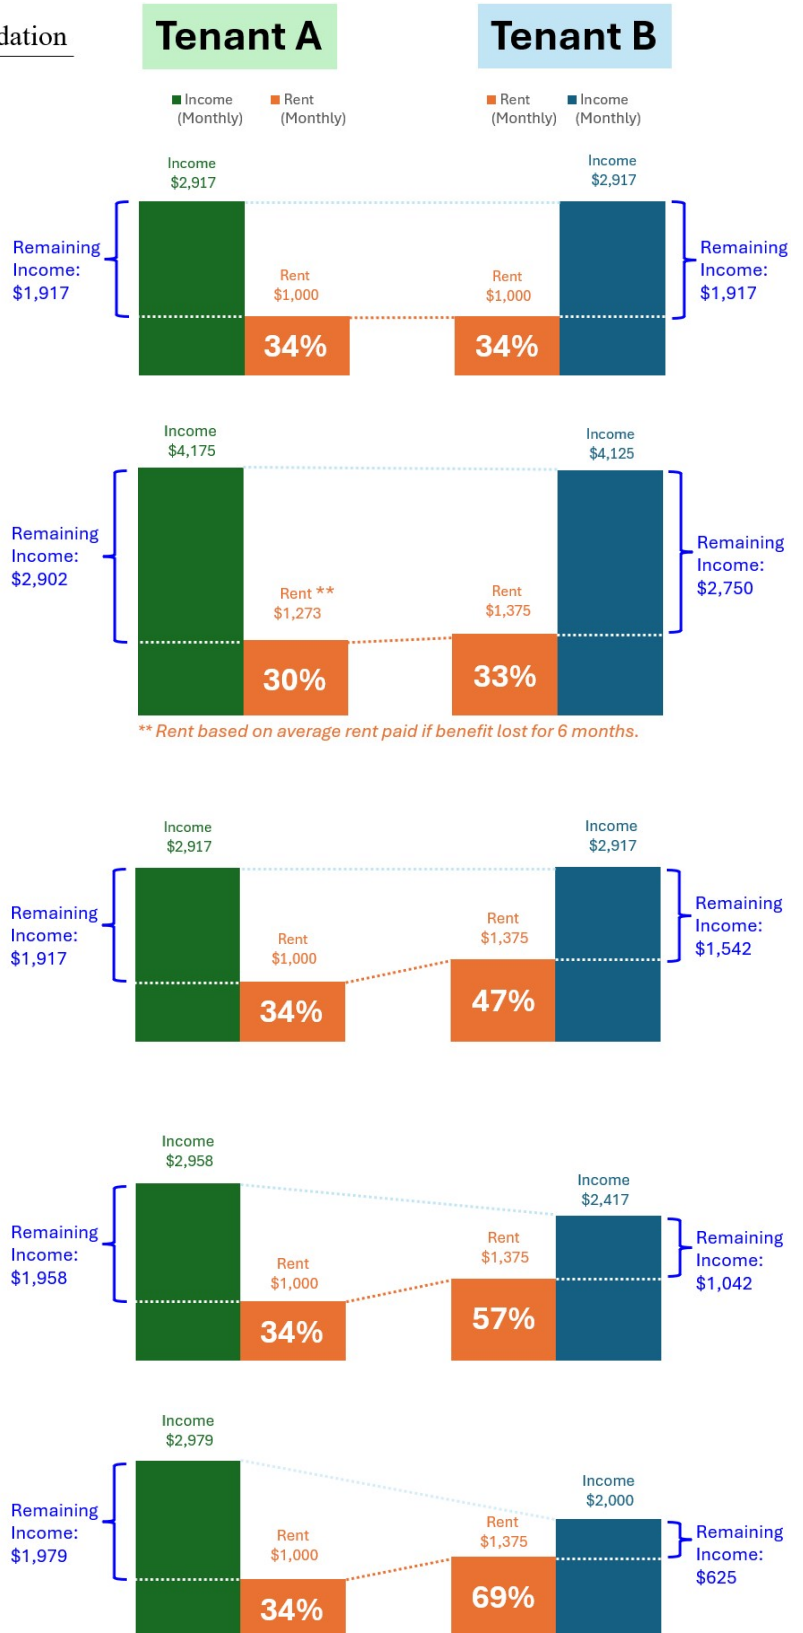 dation
Tenant A
Tenant B
Income
(Monthly)
Rent
(Monthly)
Rent
(Monthly)
Income
(Monthly)
Income
$2,917
Income
$2,917
Remaining
Income:
$1,917
Rent
$1,000
Rent
$1,000
Remaining
Income:
$1,917
34%
34%
Income
$4,175
Income
$4,125
Remaining
Income:
$2,902
Rent **
$1,273
Rent
$1,375
Remaining
Income:
$2,750
30%
33%
** Rent based on average rent paid if benefit lost for 6 months.
Income
$2,917
Income
$2,917
Remaining
Income:
$1,917
Rent
$1,000
Rent
$1,375
Remaining
Income:
$1,542
34%
47%
Income
$2,958
Income
$2,417
Remaining
Income:
$1,958
Rent
$1,000
Rent
$1,375
Remaining
Income:
$1,042
34%
57%
Income
$2,979
Income
$2,000
Remaining
Income:
$1,979
Rent
$1,000
Rent
$1,375
Remaining
Income:
$625
34%
69%